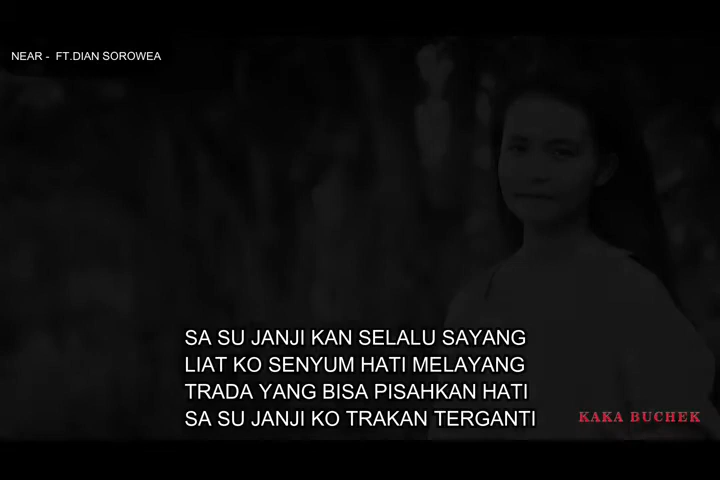 NEAR - FT.DIAN SOROWEA
SA SU JANJI KAN SELALU SAYANG
LIAT KO SENYUM HATI MELAYANG
TRADA YANG BISA PISAHKAN HATI
SA SU JANJI KO TRAKAN TERGANTI
KAKA BUCHEK